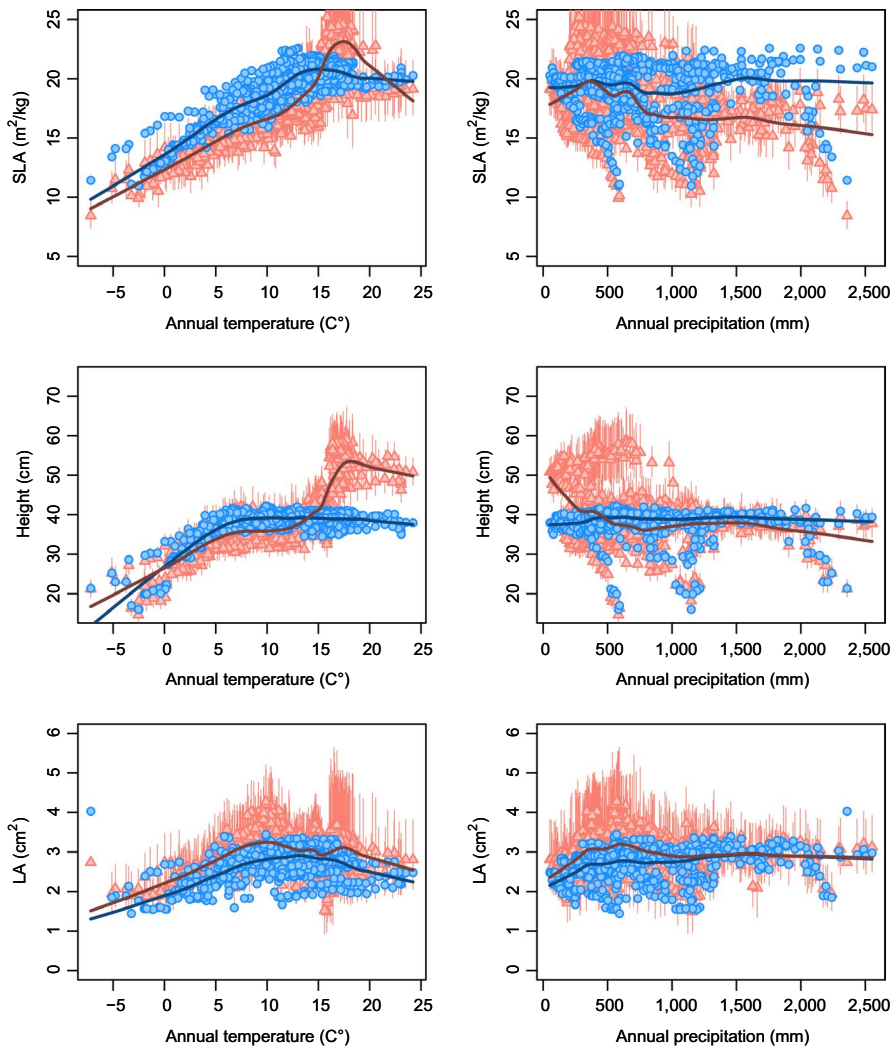 25
20
15
10
5
SLA (m²/kg)
−5 0 5 10 15 20 25
Annual temperature (C°)
25
20
15
10
5
SLA (m²/kg)
0 500 1,000 1,500 2,000 2,500
Annual precipitation (mm)
70
60
50
40
30
20
Height (cm)
−5 0 5 10 15 20 25
Annual temperature (C°)
70
60
50
40
30
20
Height (cm)
0 500 1,000 1,500 2,000 2,500
Annual precipitation (mm)
6
5
4
3
2
1
0
LA (cm²)
−5 0 5 10 15 20 25
Annual temperature (C°)
6
5
4
3
2
1
0
LA (cm²)
0 500 1,000 1,500 2,000 2,500
Annual precipitation (mm)